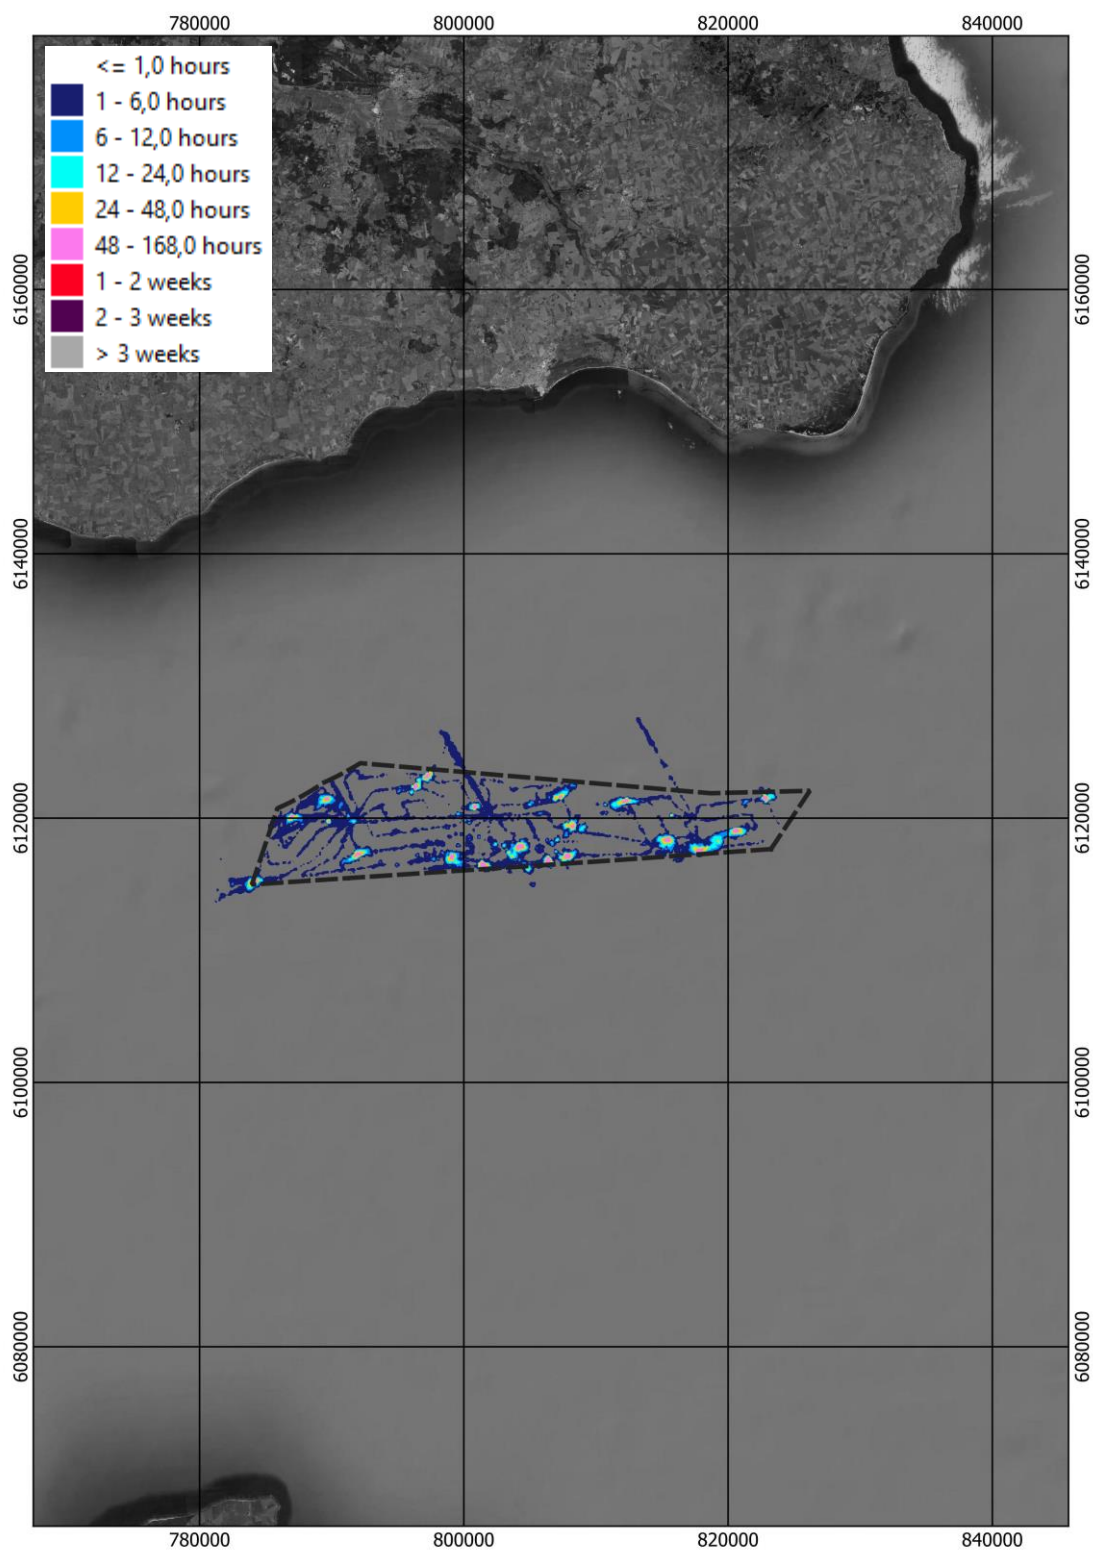 780000 800000 820000 840000
<= 1,0 hours
1 - 6,0 hours
6 - 12,0 hours
12 - 24,0 hours
24 - 48,0 hours
48 - 168,0 hours
1 - 2 weeks
2 - 3 weeks
> 3 weeks
6160000 6160000
6140000 6140000
6120000 6120000
6100000 6100000
6080000 6080000
780000 800000 820000 840000